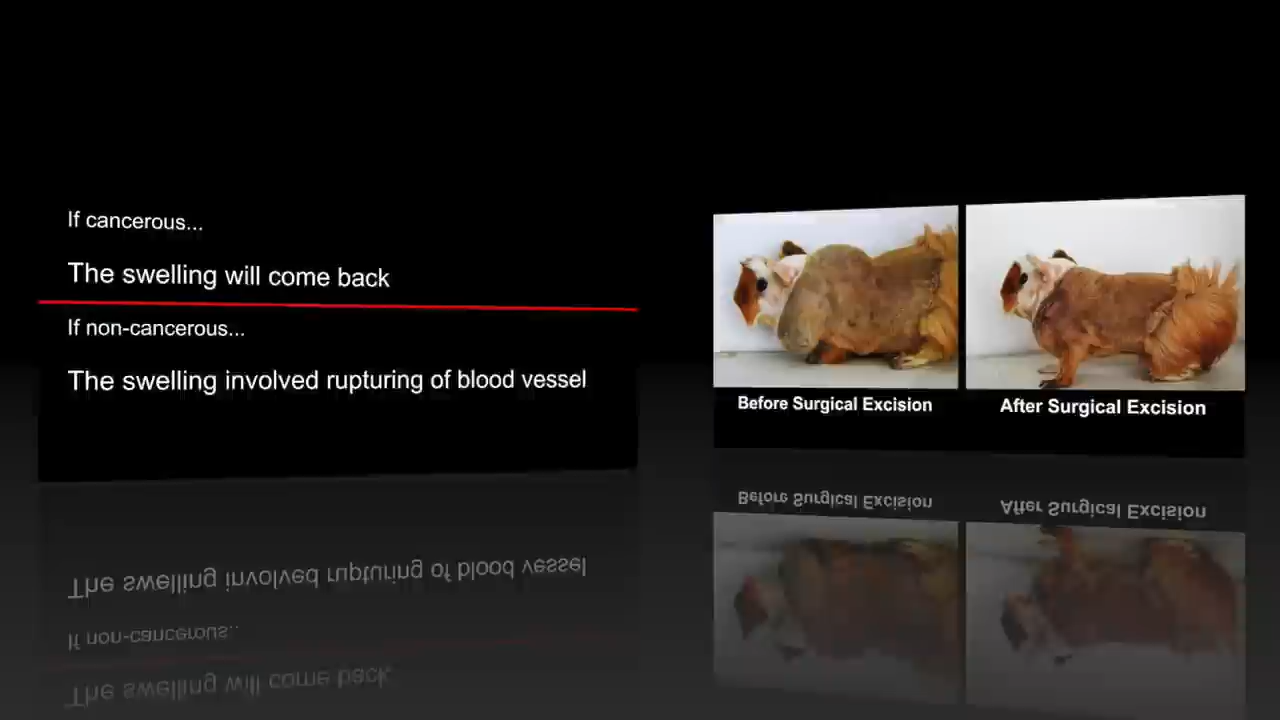 If cancerous...
The swelling will come back
If non-cancerous...
The swelling involved rupturing of blood vessel
Before Surgical Excision
After Surgical Excision